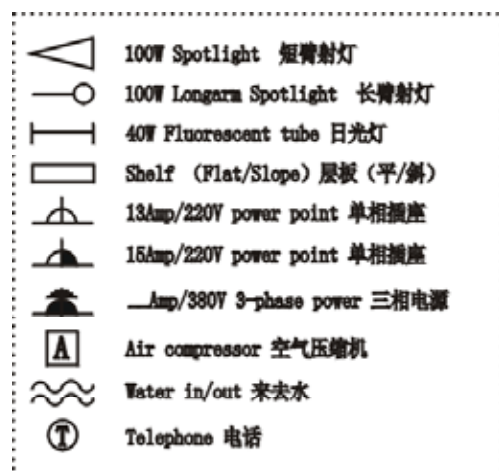 100W Spotlight 短臂射灯
100W Longarm Spotlight 长臂射灯
40W Fluorescent tube 日光灯
Shelf （Flat/Slope）层板（平/斜）
13Amp/220V power point 单相插座
15Amp/220V power point 单相插座
__Amp/380V 3-phase power 三相电源
A Air compressor 空气压缩机
Water in/out 来去水
T Telephone 电话